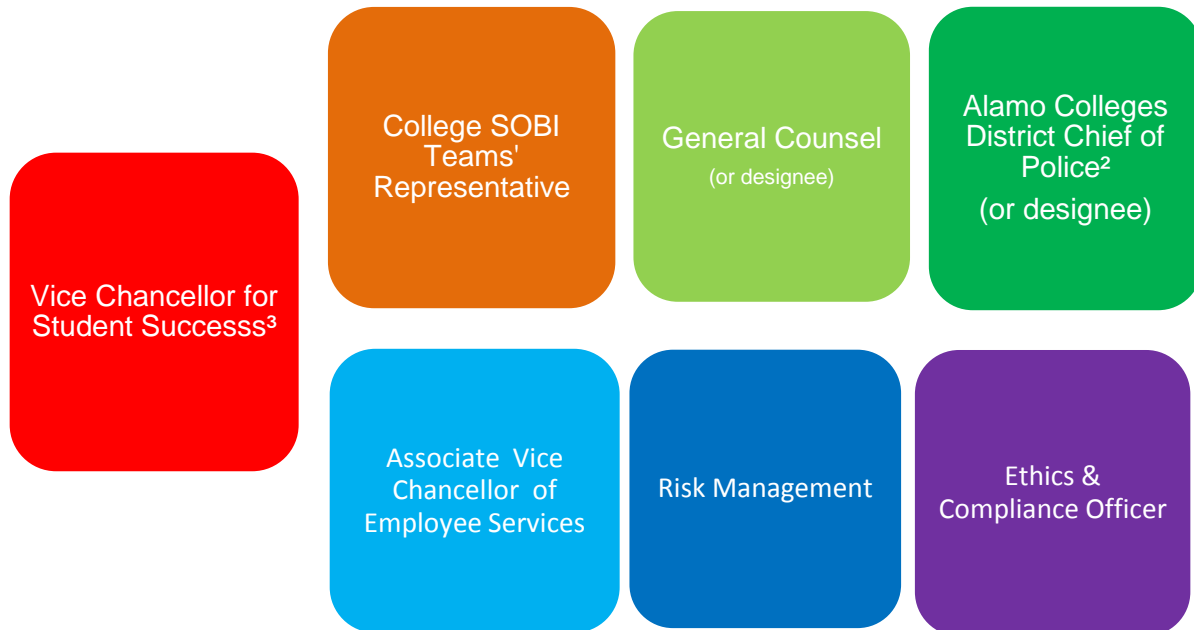 College SOBI
Teams'
Representative
General Counsel
(or designee)
Alamo Colleges
District Chief of
Police²
(or designee)
Vice Chancellor for
Student Successs³
Associate Vice
Chancellor of
Employee Services
Risk Management
Ethics &
Compliance Officer